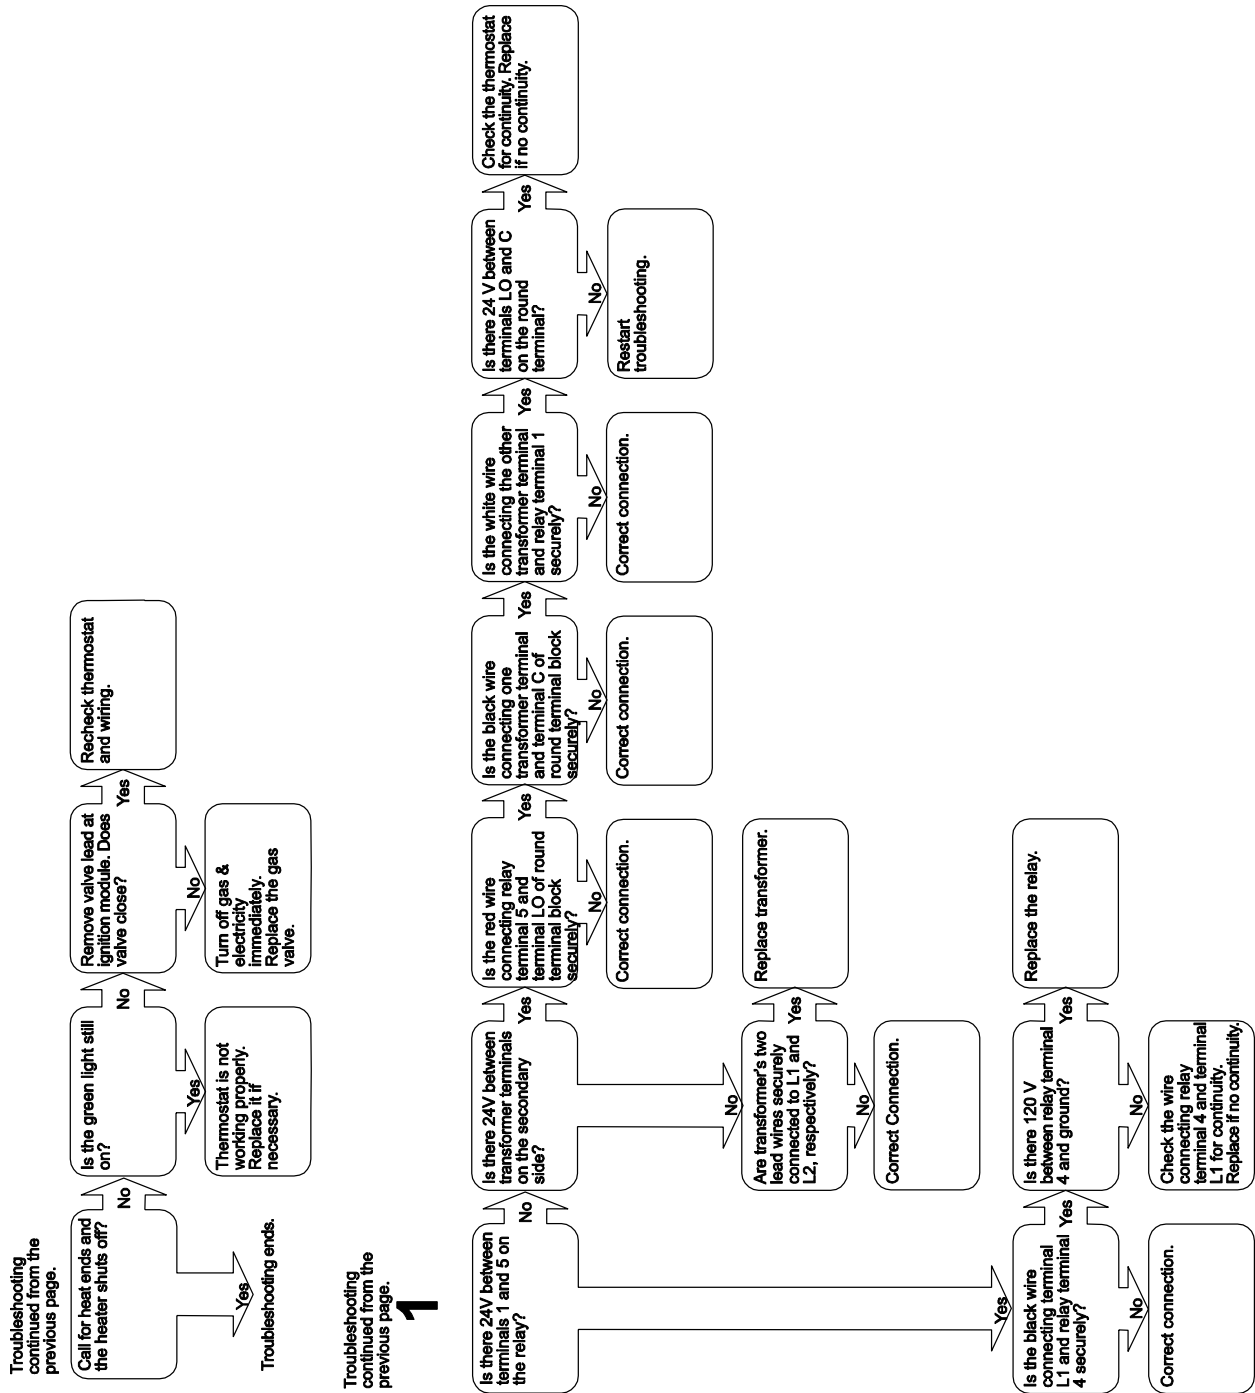 Troubleshooting
continued from the
previous page.
Call for heat ends and
the heater shuts off?
No
Yes
Troubleshooting ends.
Is the green light still
on?
No
Yes
Thermostat is not
working properly.
Replace it if
necessary.
Remove valve lead at
ignition module. Does
valve close?
Yes
No
Turn off gas &
electricity
immediately.
Replace the gas
valve.
Recheck thermostat
and wiring.
Troubleshooting
continued from the
previous page.
1
Is there 24V between
terminals 1 and 5 on
the relay?
No
Yes
Is there 24V between
transformer terminals
on the secondary
side?
Yes
No
Is the red wire
connecting relay
terminal 5 and
terminal LO of round
terminal block
securely?
Yes
No
Correct connection.
Is the black wire
connecting one
transformer terminal
and terminal C of
round terminal block
securely?
Yes
No
Correct connection.
Is the white wire
connecting the other
transformer terminal
and relay terminal 1
securely?
Yes
No
Correct connection.
Is there 24 V between
terminals LO and C
on the round
terminal?
Yes
No
Restart
troubleshooting.
Check the thermostat
for continuity. Replace
if no continuity.
Are transformer's two
lead wires securely
connected to L1 and
L2, respectively?
Yes
No
Replace transformer.
Correct Connection.
Is the black wire
connecting terminal
L1 and relay terminal
4 securely?
Yes
No
Correct connection.
Is there 120 V
between relay terminal
4 and ground?
Yes
No
Replace the relay.
Check the wire
connecting relay
terminal 4 and terminal
L1 for continuity.
Replace if no continuity.